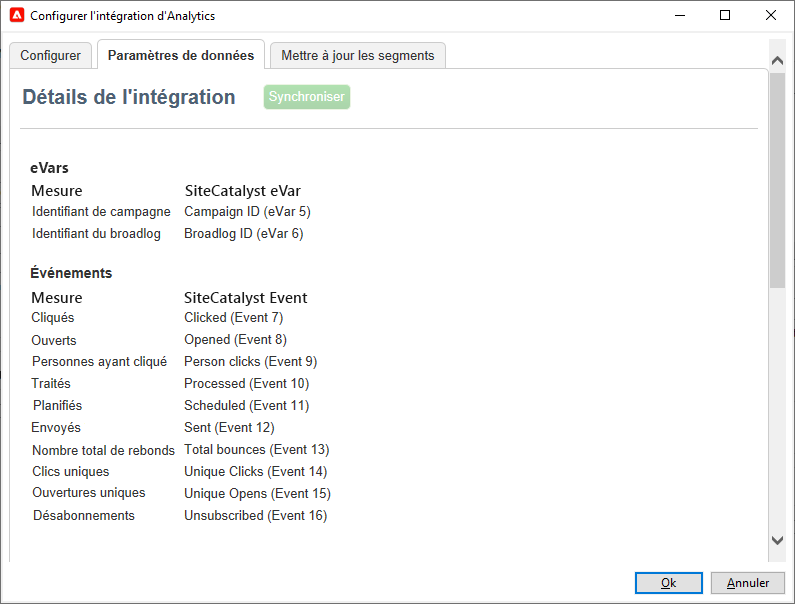 Configurer l'intégration d'Analytics
Configurer Paramètres de données Mettre à jour les segments
Détails de l'intégration Synchroniser
eVars
Mesure SiteCatalyst eVar
Identifiant de campagne Campaign ID (eVar 5)
Identifiant du broadlog Broadlog ID (eVar 6)
Événements
Mesure SiteCatalyst Event
Cliqués Clicked (Event 7)
Ouverts Opened (Event 8)
Personnes ayant cliqué Person clicks (Event 9)
Traités Processed (Event 10)
Planifiés Scheduled (Event 11)
Envoyés Sent (Event 12)
Nombre total de rebonds Total bounces (Event 13)
Clics uniques Unique Clicks (Event 14)
Ouvertures uniques Unique Opens (Event 15)
Désabonnements Unsubscribed (Event 16)
Ok Annuler